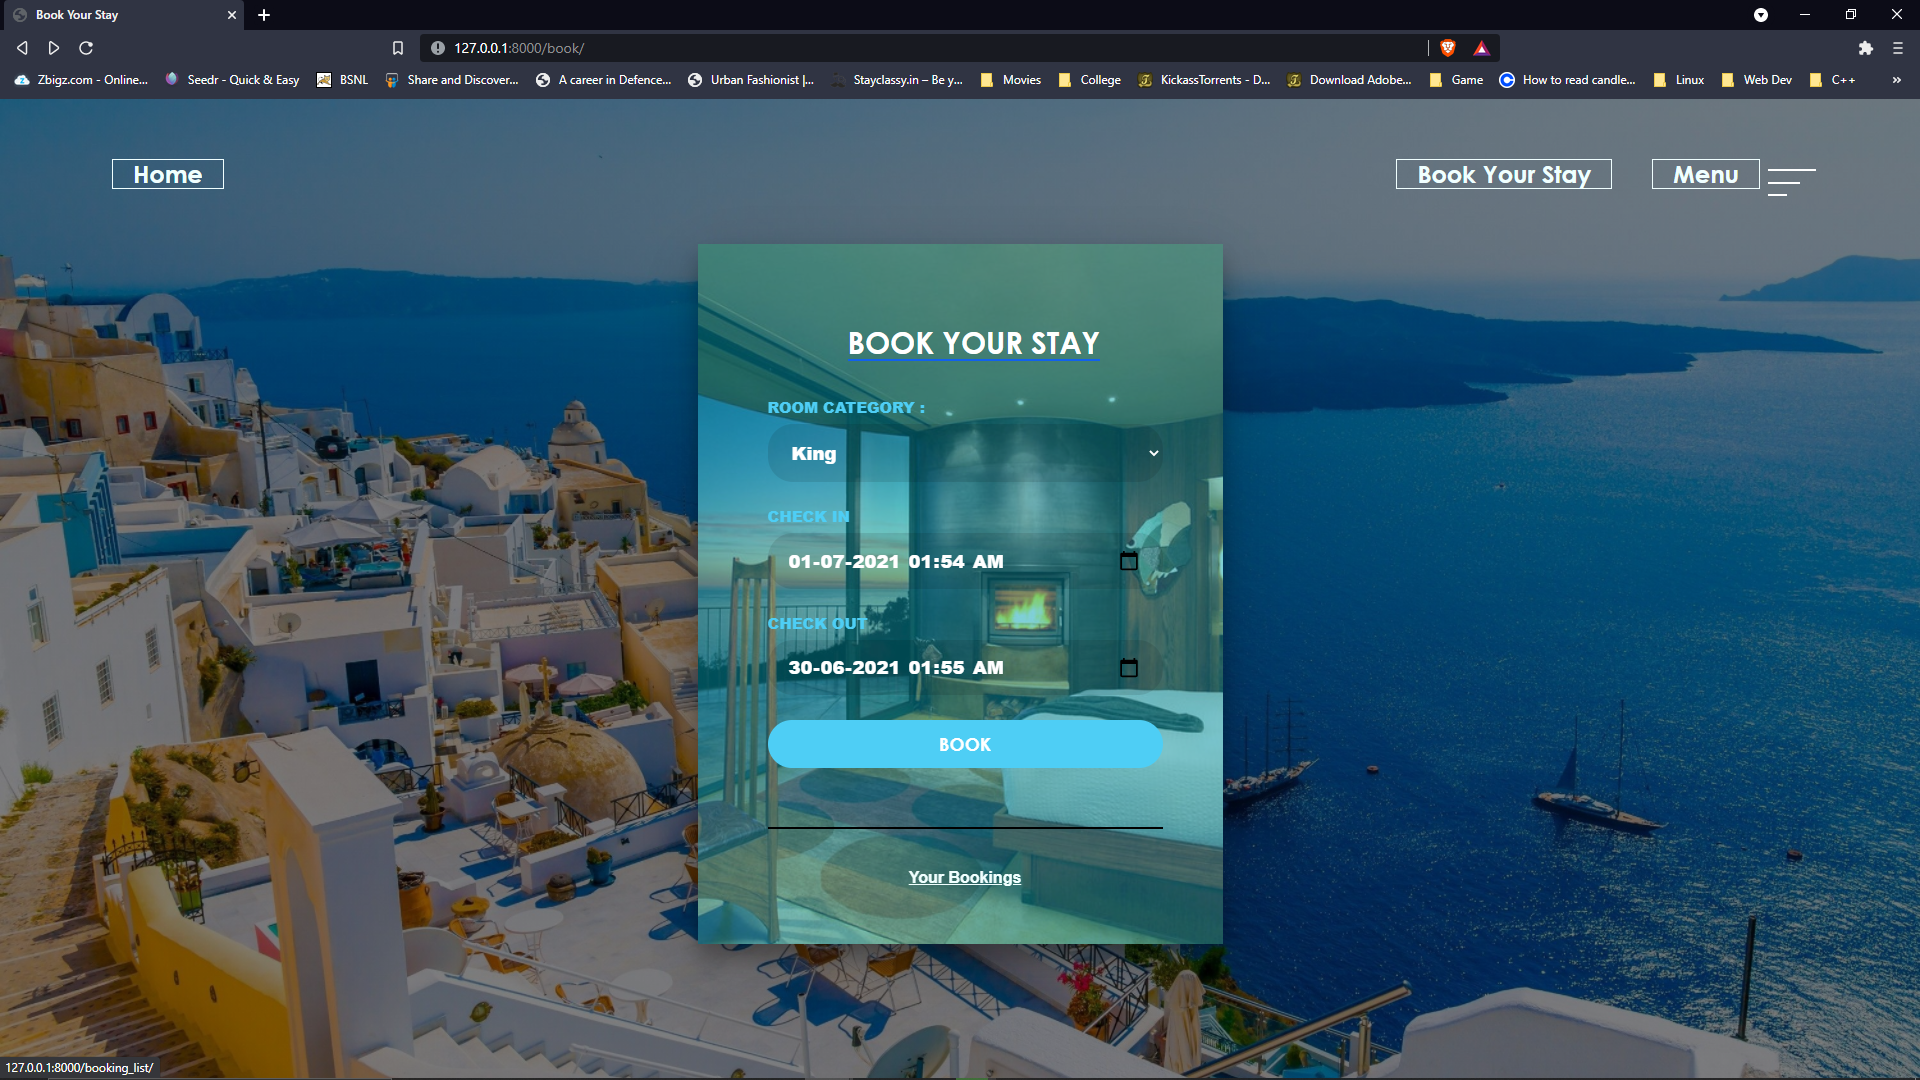 Book Your Stay
127.0.0.1:8000/book/
Zbigz.com - Online... Seedr - Quick & Easy BSNL Share and Discover... A career in Defence... Urban Fashionist |... Stayclassy.in – Be y... Movies College KickassTorrents - D... Download Adobe... Game How to read candle... Linux Web Dev C++ »
Home Book Your Stay Menu
BOOK YOUR STAY
ROOM CATEGORY :
King
CHECK IN
01-07-2021 01:54 AM
CHECK OUT
30-06-2021 01:55 AM
BOOK
Your Bookings
127.0.0.1:8000/booking_list/